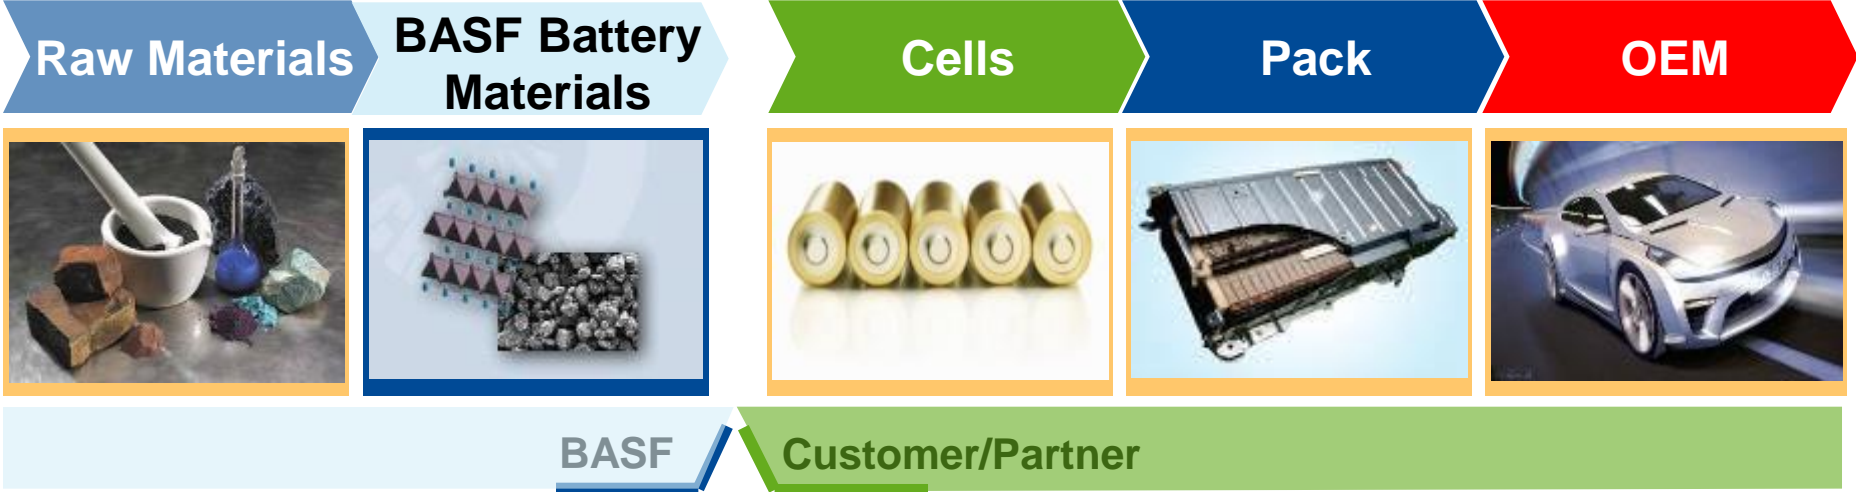 Raw Materials
BASF Battery
Materials
Cells
Pack
OEM
BASF
Customer/Partner